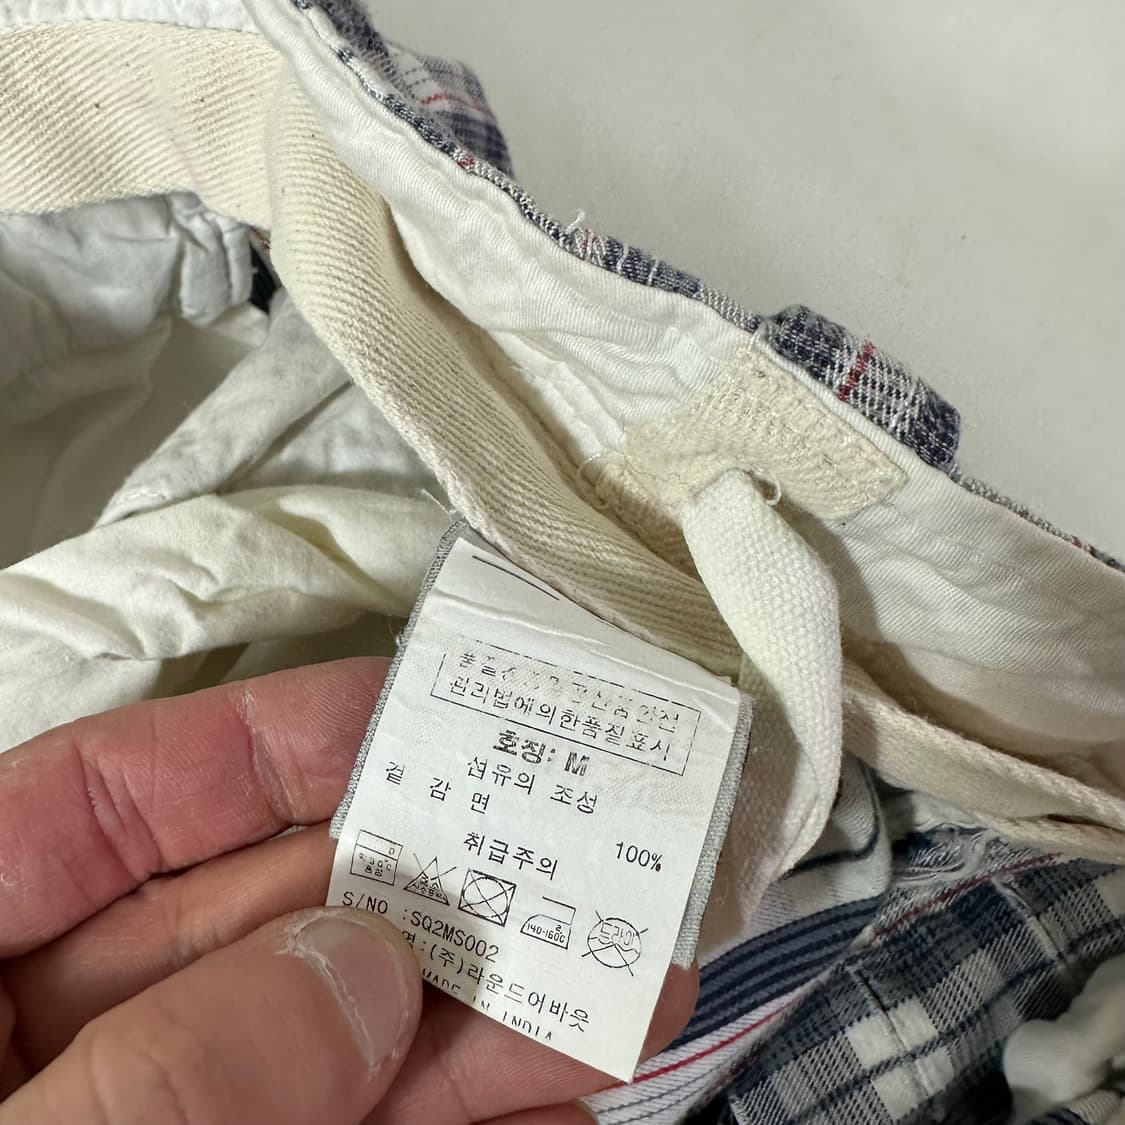 관리법에의한품질표시
호칭: M
섬유의 조성
겉 감 면 100%
취급주의
140-160℃
드라이
S/NO :SQ2MS002
명:(주)라운드어바웃
MADE IN INDIA